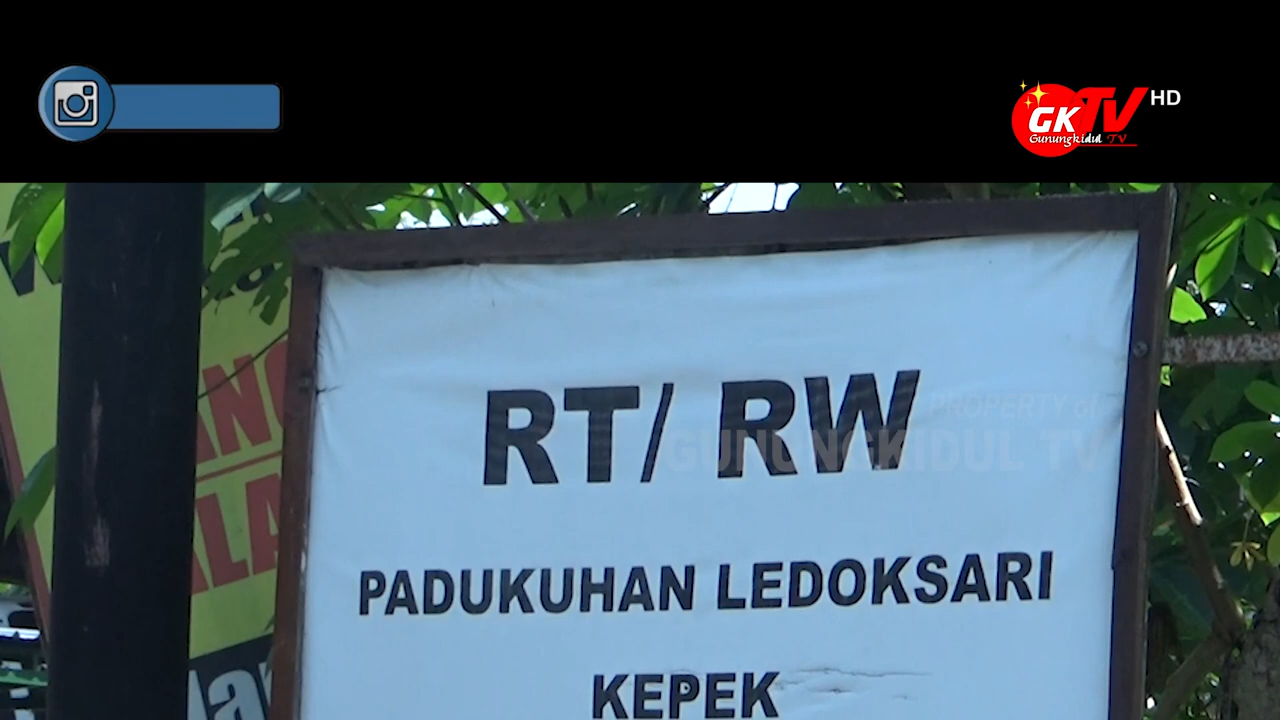 GKTV HD
Gunungkidul TV
RT/ RW
PROPERTY of
GUNUNGKIDUL TV
PADUKUHAN LEDOKSARI
KEPEK